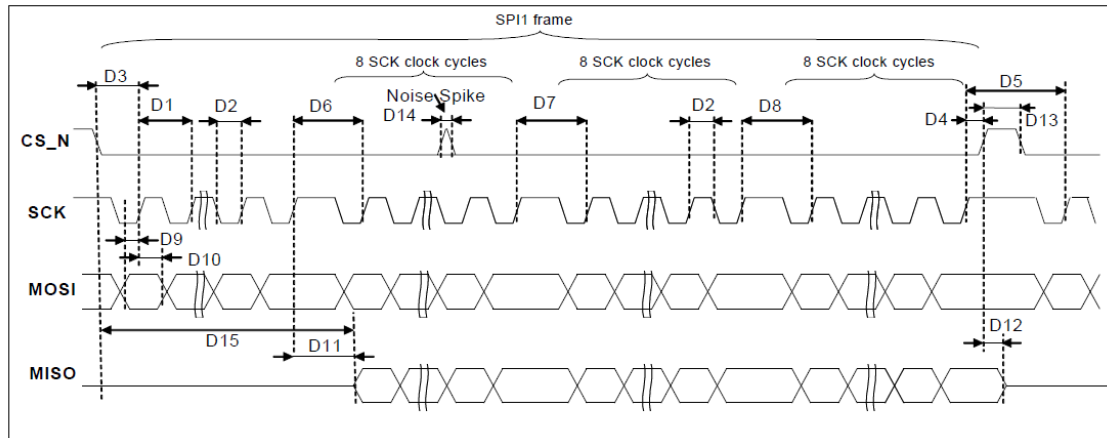 SPI1 frame
8 SCK clock cycles 8 SCK clock cycles 8 SCK clock cycles
D3 D1 D2 D6 Noise Spike D7 D2 D8 D5
D14 D4 D13
CS_N
SCK
D9
D10
MOSI
D15 D11 D12
MISO